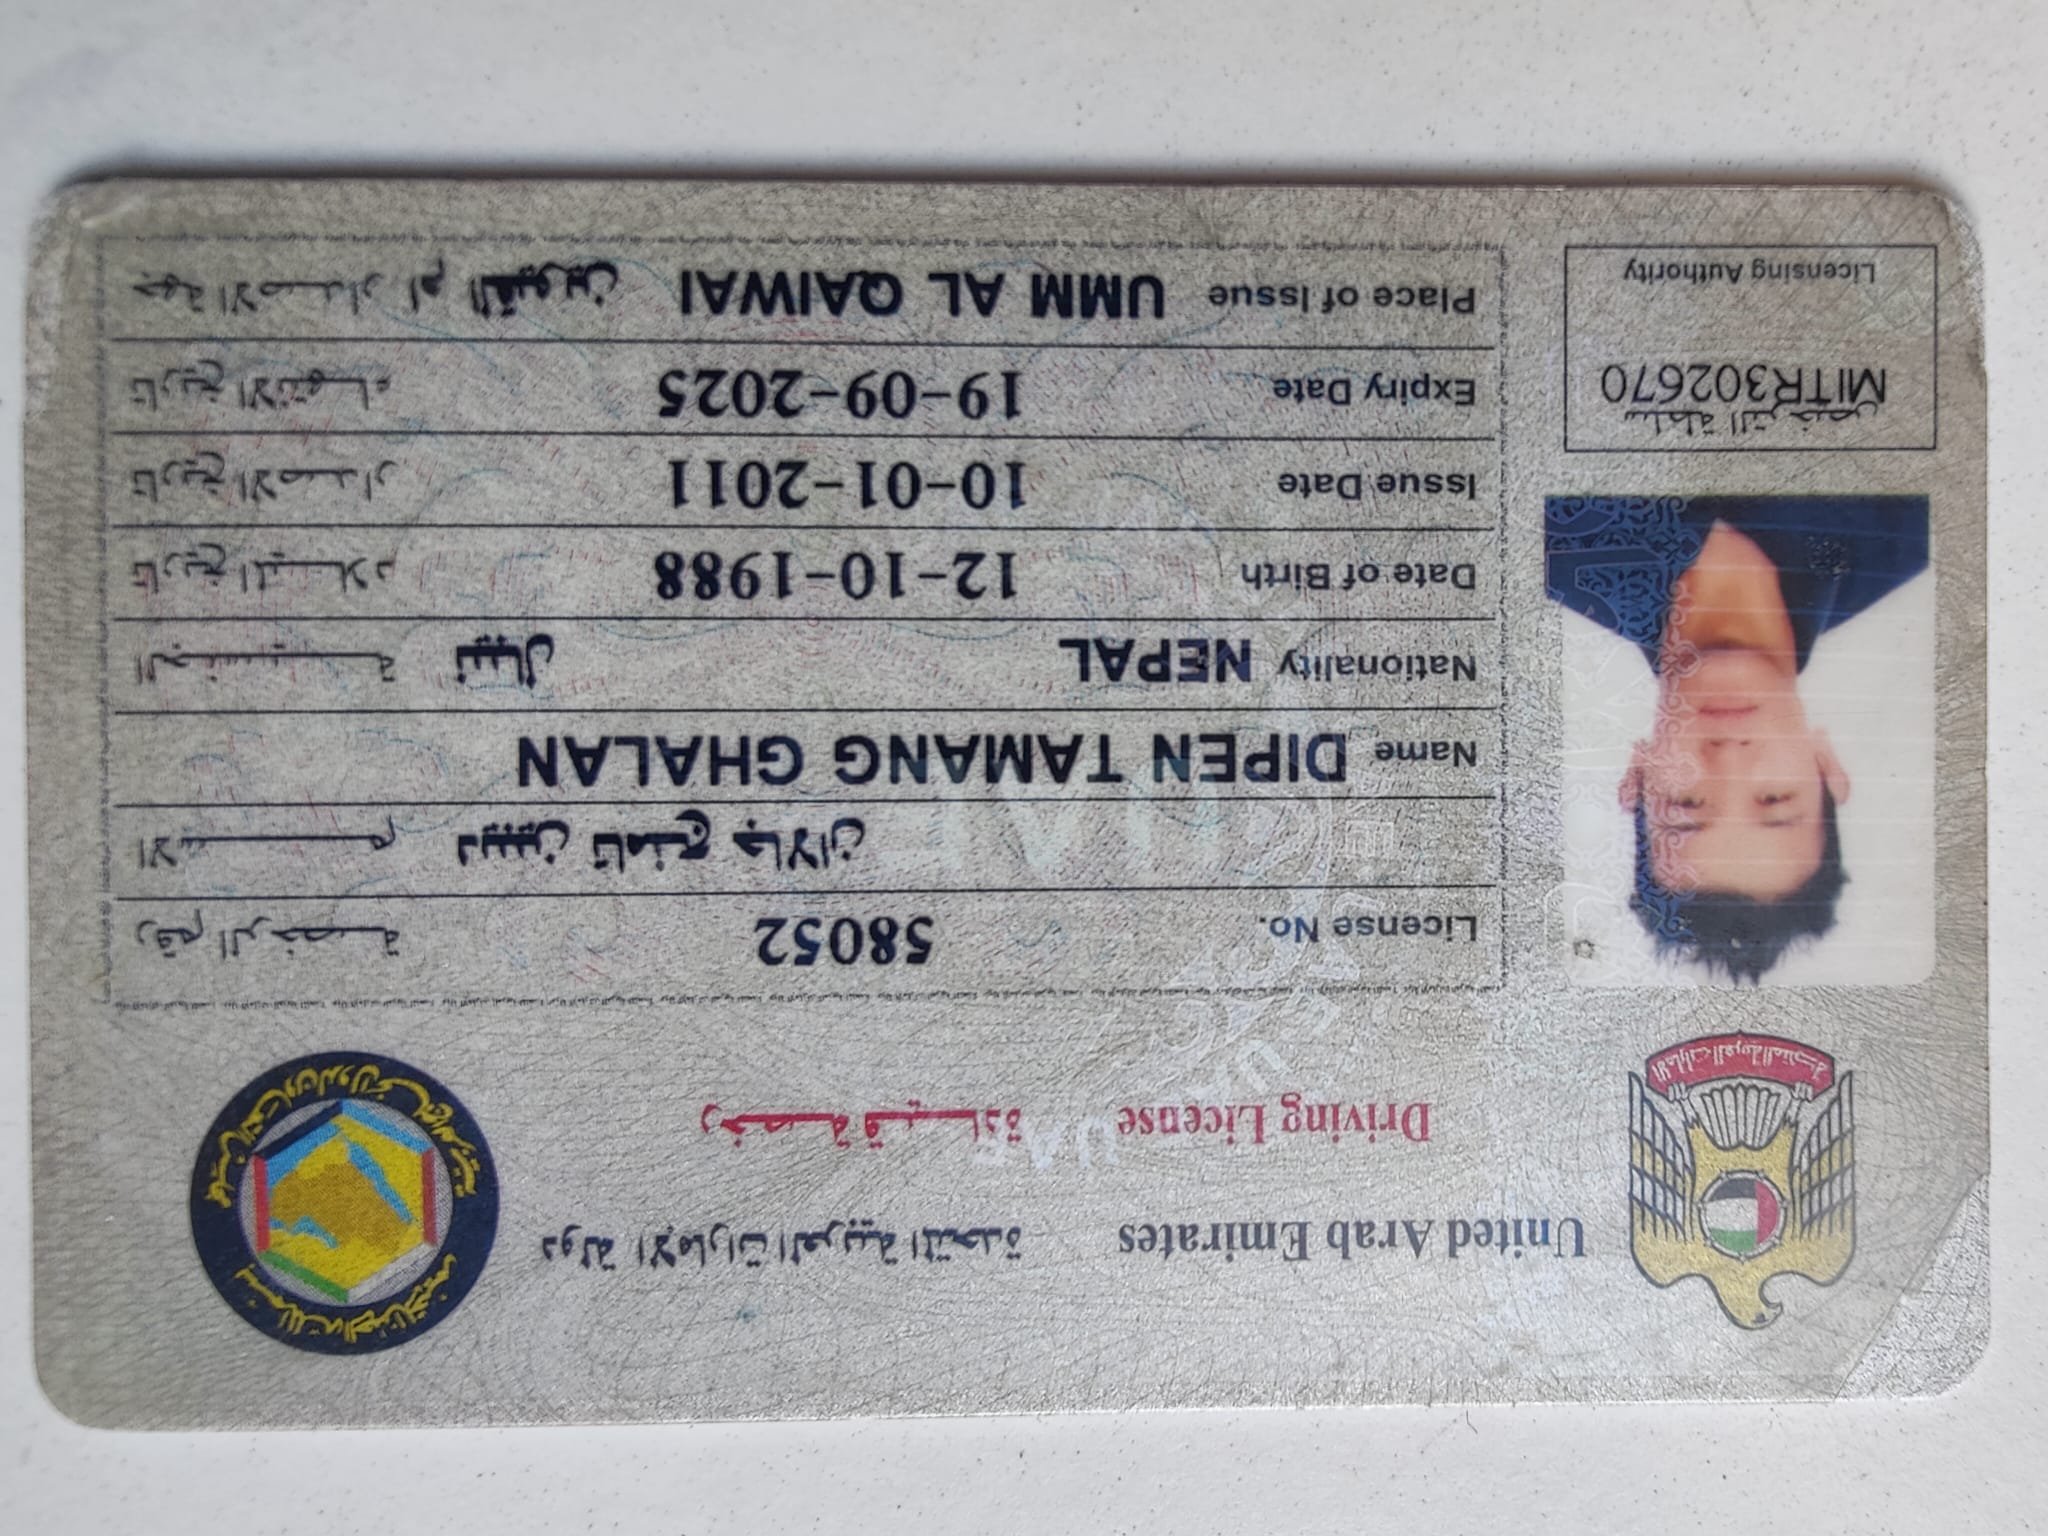 United Arab Emirates دولة الإمارات العربية المتحدة
Driving License رخصة قيادة
الامارات العربية المتحدة
بسم الله الرحمن الرحيم
مجلس التعاون لدول الخليج العربية
License No. 58052 رقم الرخصة
الاسم ديبين تامنج جالاان
Name DIPEN TAMANG GHALAN
Nationality NEPAL نيبال الجنسية
Date of Birth 12-10-1988 تاريخ الميلاد
Issue Date 10-01-2011 تاريخ الاصدار
Expiry Date 19-09-2025 تاريخ الانتهاء
Place of Issue UMM AL QAIWAI جهة الاصدار ام القيوين
سلطة الترخيص
MITR302670
Licensing Authority